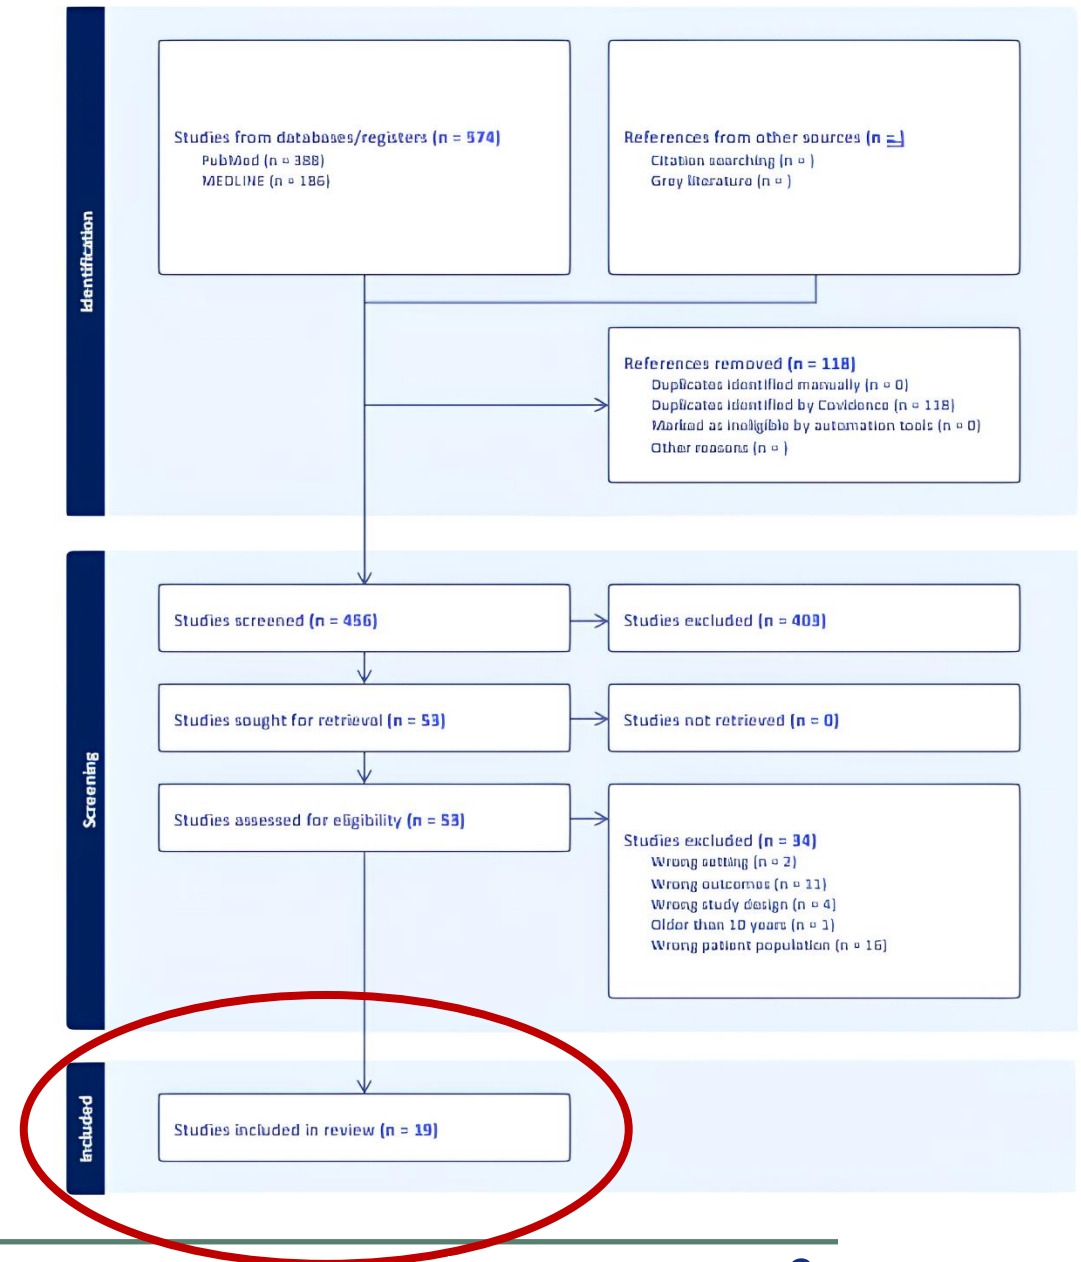 Identification
Studies from databases/registers (n = 574)
PubMed (n = 388)
MEDLINE (n = 186)
References from other sources (n = )
Citation searching (n = )
Grey literature (n = )
References removed (n = 118)
Duplicates identified manually (n = 0)
Duplicates identified by Covidence (n = 118)
Marked as ineligible by automation tools (n = 0)
Other reasons (n = )
Screening
Studies screened (n = 456)
Studies excluded (n = 403)
Studies sought for retrieval (n = 53)
Studies not retrieved (n = 0)
Studies assessed for eligibility (n = 53)
Studies excluded (n = 34)
Wrong setting (n = 2)
Wrong outcomes (n = 11)
Wrong study design (n = 4)
Older than 10 years (n = 1)
Wrong patient population (n = 16)
Included
Studies included in review (n = 19)